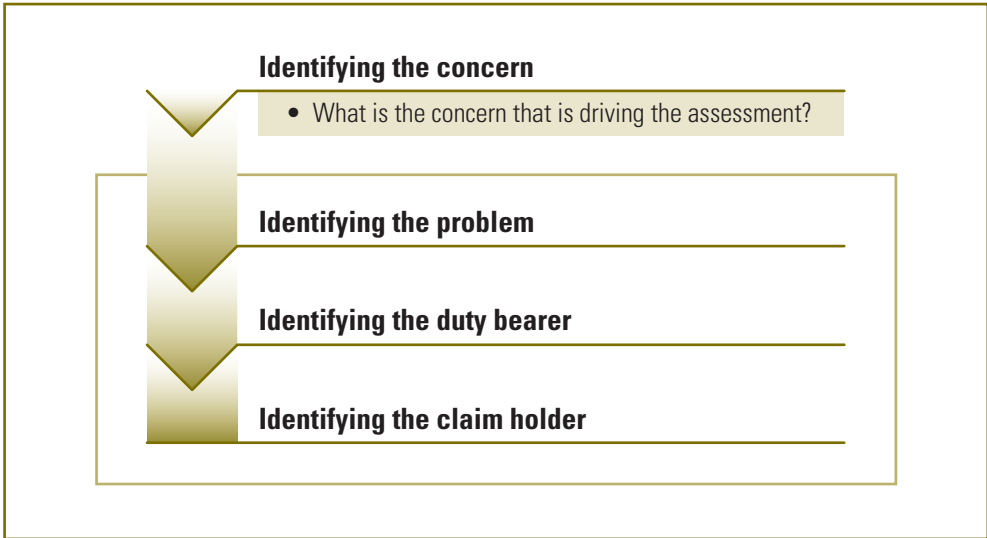 Identifying the concern
• What is the concern that is driving the assessment?
Identifying the problem
Identifying the duty bearer
Identifying the claim holder